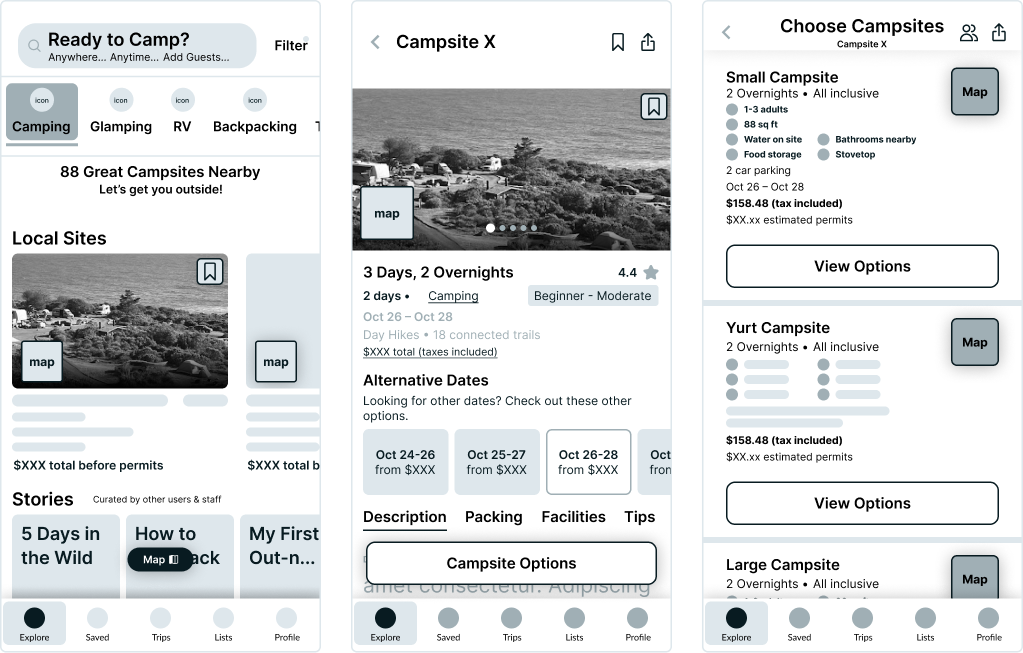 Ready to Camp?
Anywhere... Anytime... Add Guests...
Filter
icon
icon
icon
icon
Camping
Glamping
RV
Backpacking
88 Great Campsites Nearby
Let's get you outside!
Local Sites
map
map
$XXX total before permits
$XXX total b
Stories
Curated by other users & staff
5 Days in
the Wild
How to
ack
My First
Out-n...
Map
Explore
Saved
Trips
Lists
Profile
Campsite X
map
3 Days, 2 Overnights
4.4
2 days •
Camping
Beginner - Moderate
Oct 26 – Oct 28
Day Hikes • 18 connected trails
$XXX total (taxes included)
Alternative Dates
Looking for other dates? Check out these other
options.
Oct 24-26
from $XXX
Oct 25-27
from $XXX
Oct 26-28
from $XXX
Oct
fron
Description
Packing
Facilities
Tips
Campsite Options
amet consectetur. Adipiscing
Explore
Saved
Trips
Lists
Profile
Choose Campsites
Campsite X
Small Campsite
2 Overnights • All inclusive
Map
1-3 adults
88 sq ft
Water on site
Bathrooms nearby
Food storage
Stovetop
2 car parking
Oct 26 – Oct 28
$158.48 (tax included)
$XX.xx estimated permits
View Options
Yurt Campsite
2 Overnights • All inclusive
Map
$158.48 (tax included)
$XX.xx estimated permits
View Options
Large Campsite
2 Overnights • All inclusive
Map
Explore
Saved
Trips
Lists
Profile